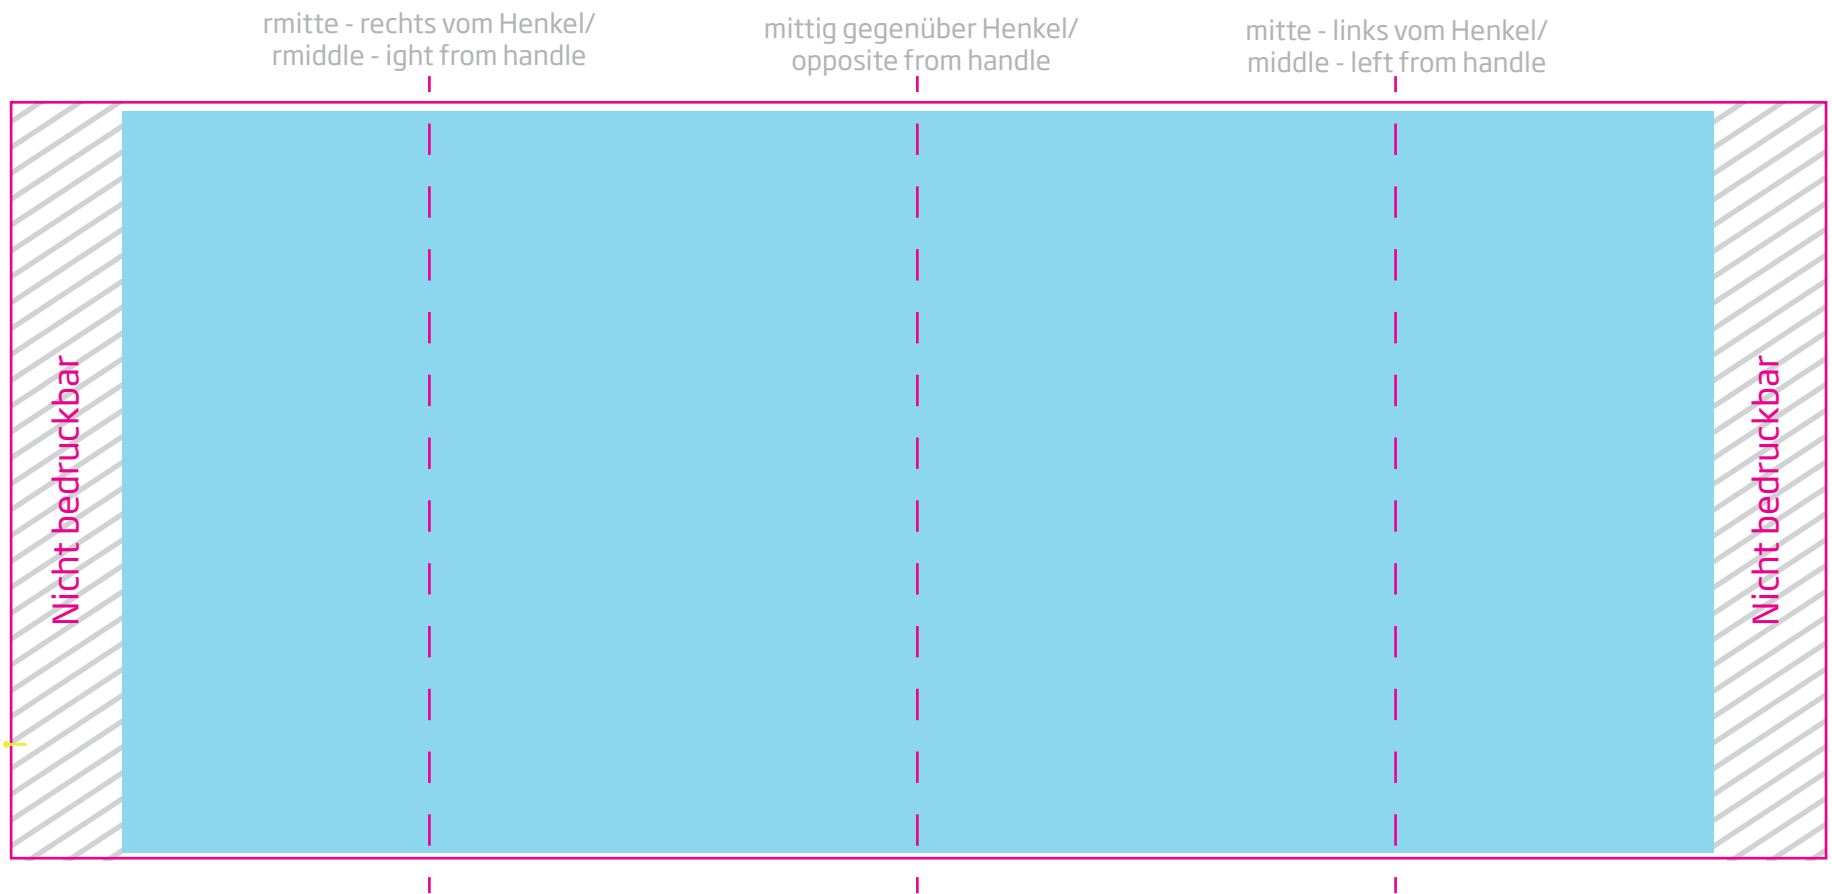 rmitte - rechts vom Henkel/
rmiddle - ight from handle
mittig gegenüber Henkel/
opposite from handle
mitte - links vom Henkel/
middle - left from handle
Nicht bedruckbar
Nicht bedruckbar